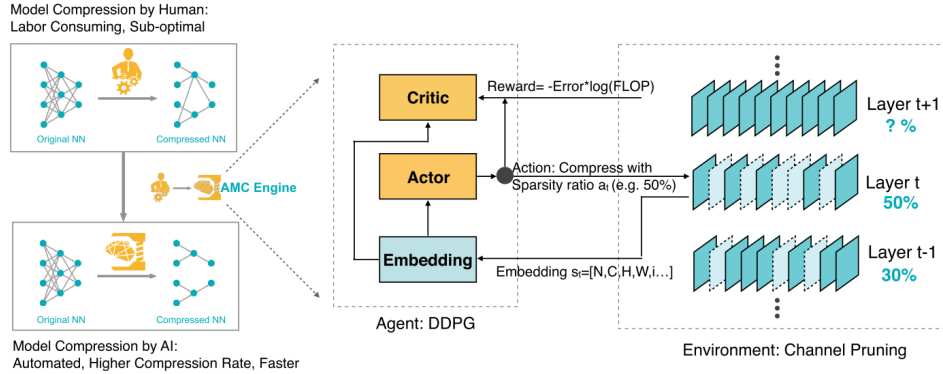 Model Compression by Human:
Labor Consuming, Sub-optimal
Original NN
Compressed NN
AMC Engine
Original NN
Compressed NN
Model Compression by AI:
Automated, Higher Compression Rate, Faster
Critic
Actor
Embedding
Agent: DDPG
Reward= -Error*log(FLOP)
Action: Compress with
Sparsity ratio at (e.g. 50%)
Embedding st=[N,C,H,W,i…]
Layer t+1
? %
Layer t
50%
Layer t-1
30%
Environment: Channel Pruning